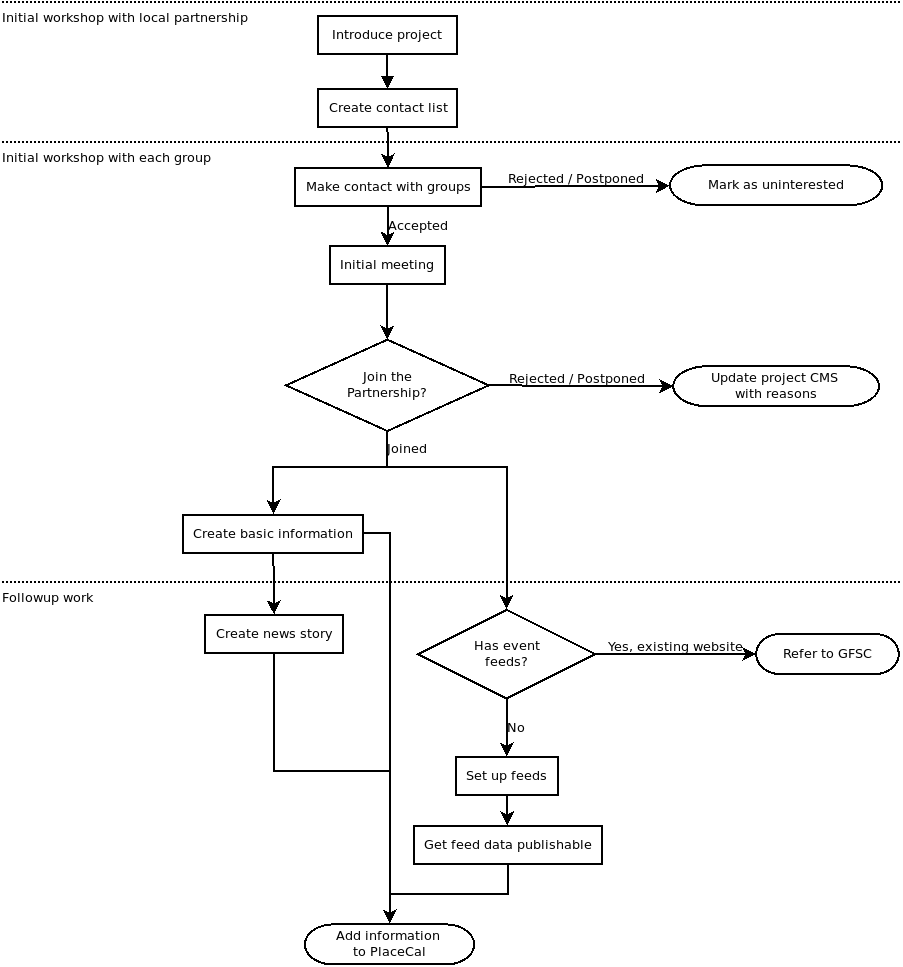 Initial workshop with local partnership
Introduce project
Create contact list
Initial workshop with each group
Make contact with groups
Rejected / Postponed
Mark as uninterested
Accepted
Initial meeting
Join the
Partnership?
Rejected / Postponed
Update project CMS
with reasons
Joined
Create basic information
Followup work
Create news story
Has event
feeds?
Yes, existing website
Refer to GFSC
No
Set up feeds
Get feed data publishable
Add information
to PlaceCal